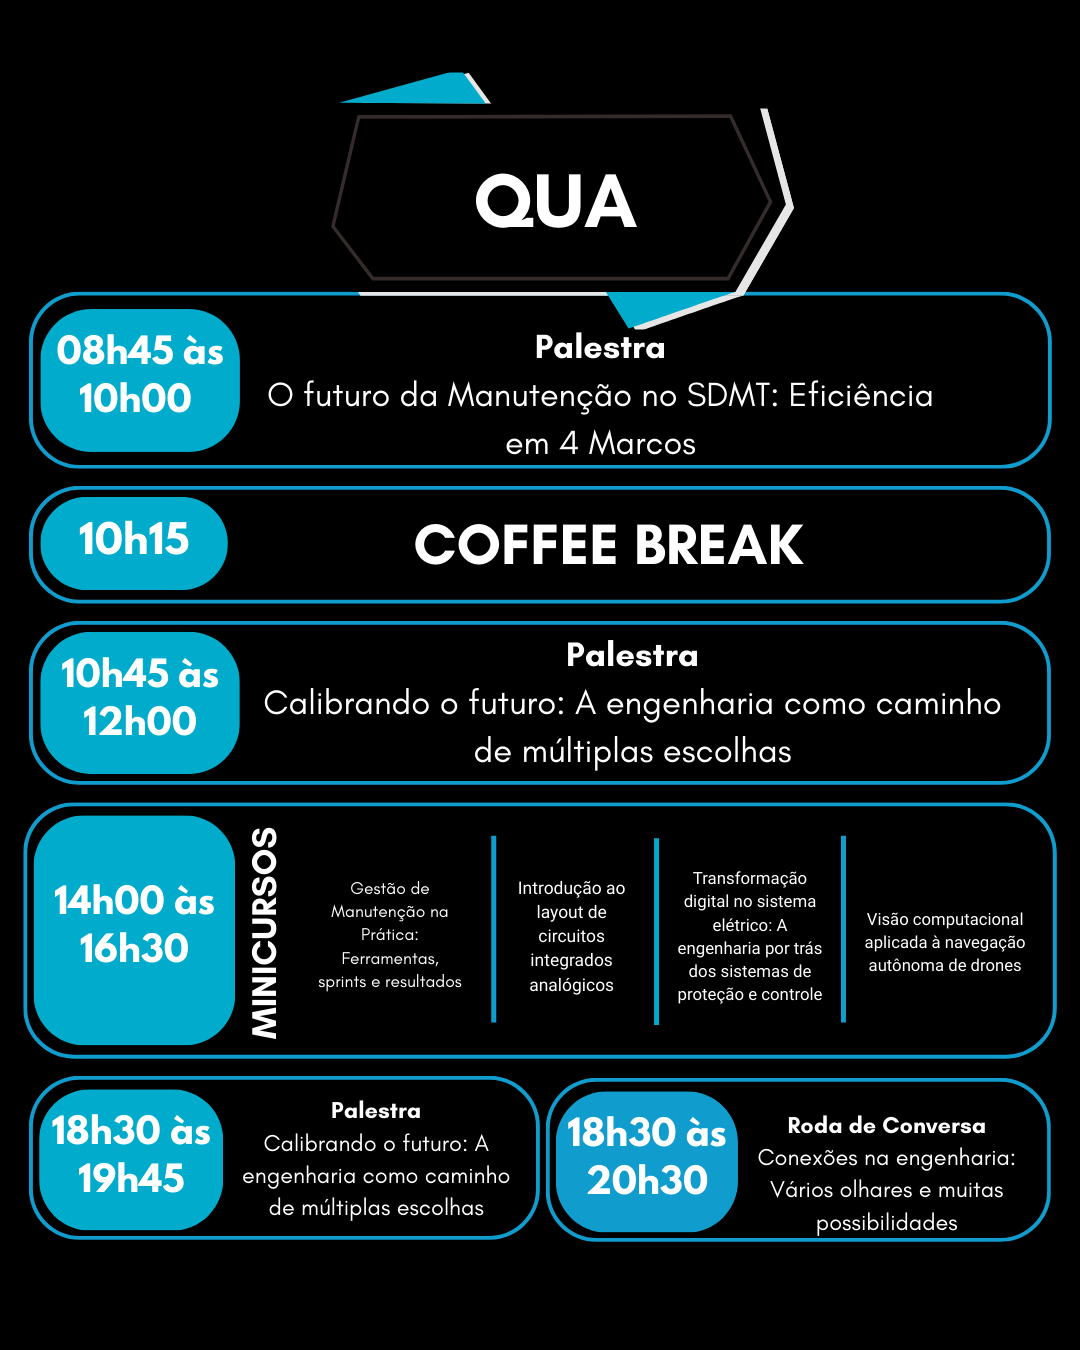 QUA
08h45 às
10h00
Palestra
O futuro da Manutenção no SDMT: Eficiência
em 4 Marcos
10h15
COFFEE BREAK
10h45 às
12h00
Palestra
Calibrando o futuro: A engenharia como caminho
de múltiplas escolhas
14h00 às
16h30
MINICURSOS
Gestão de
Manutenção na
Prática:
Ferramentas,
sprints e resultados
Introdução ao
layout de
circuitos
integrados
analógicos
Transformação
digital no sistema
elétrico: A
engenharia por trás
dos sistemas de
proteção e controle
Visão computacional
aplicada à navegação
autônoma de drones
18h30 às
19h45
Palestra
Calibrando o futuro: A
engenharia como caminho
de múltiplas escolhas
18h30 às
20h30
Roda de Conversa
Conexões na engenharia:
Vários olhares e muitas
possibilidades